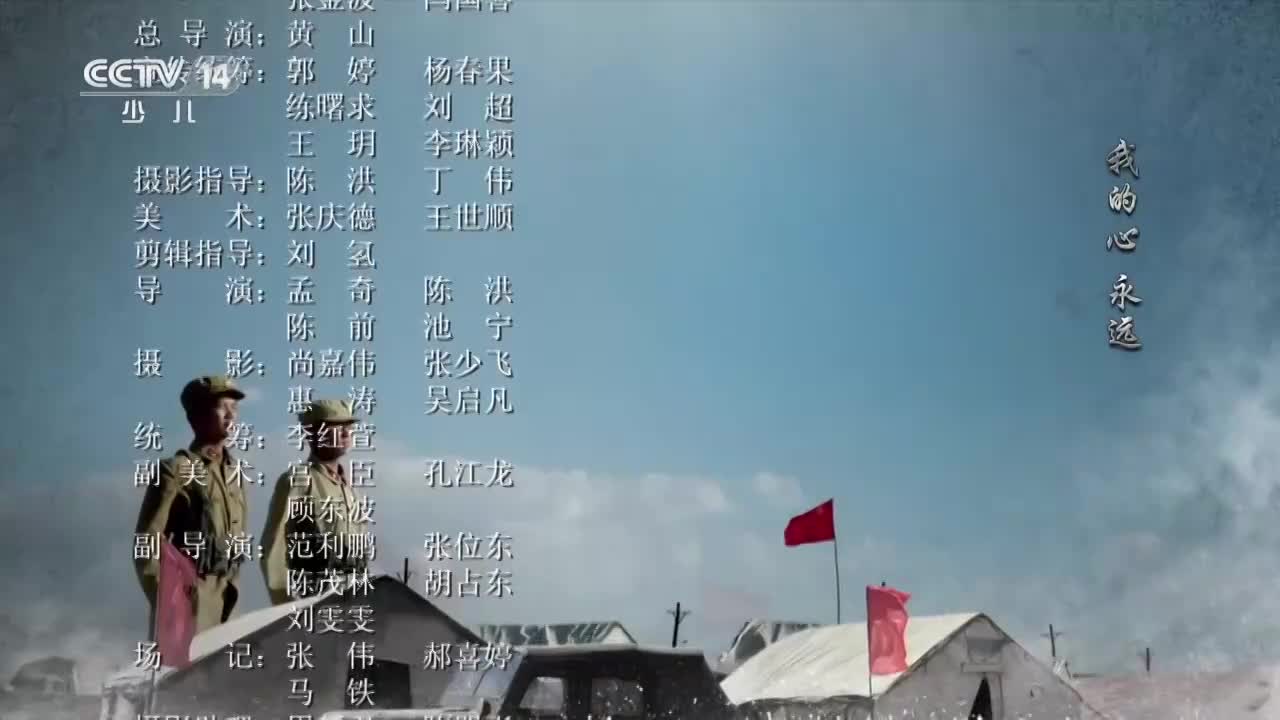 总导演：黄山
CCTV 14
少儿
宣传统筹：郭婷 杨春果
练曙求 刘超
王玥 李琳颖
摄影指导：陈洪 丁伟
美术：张庆德 王世顺
剪辑指导：刘氢
导演：孟奇 陈洪
陈前 池宁
摄影：尚嘉伟 张少飞
惠涛 吴启凡
统筹：李红萱
副美术：宫臣 孔江龙
顾东波
副导演：范利鹏 张位东
陈茂林 胡占东
刘雯雯
场记：张伟 郝喜婷
马铁
我的心 永远